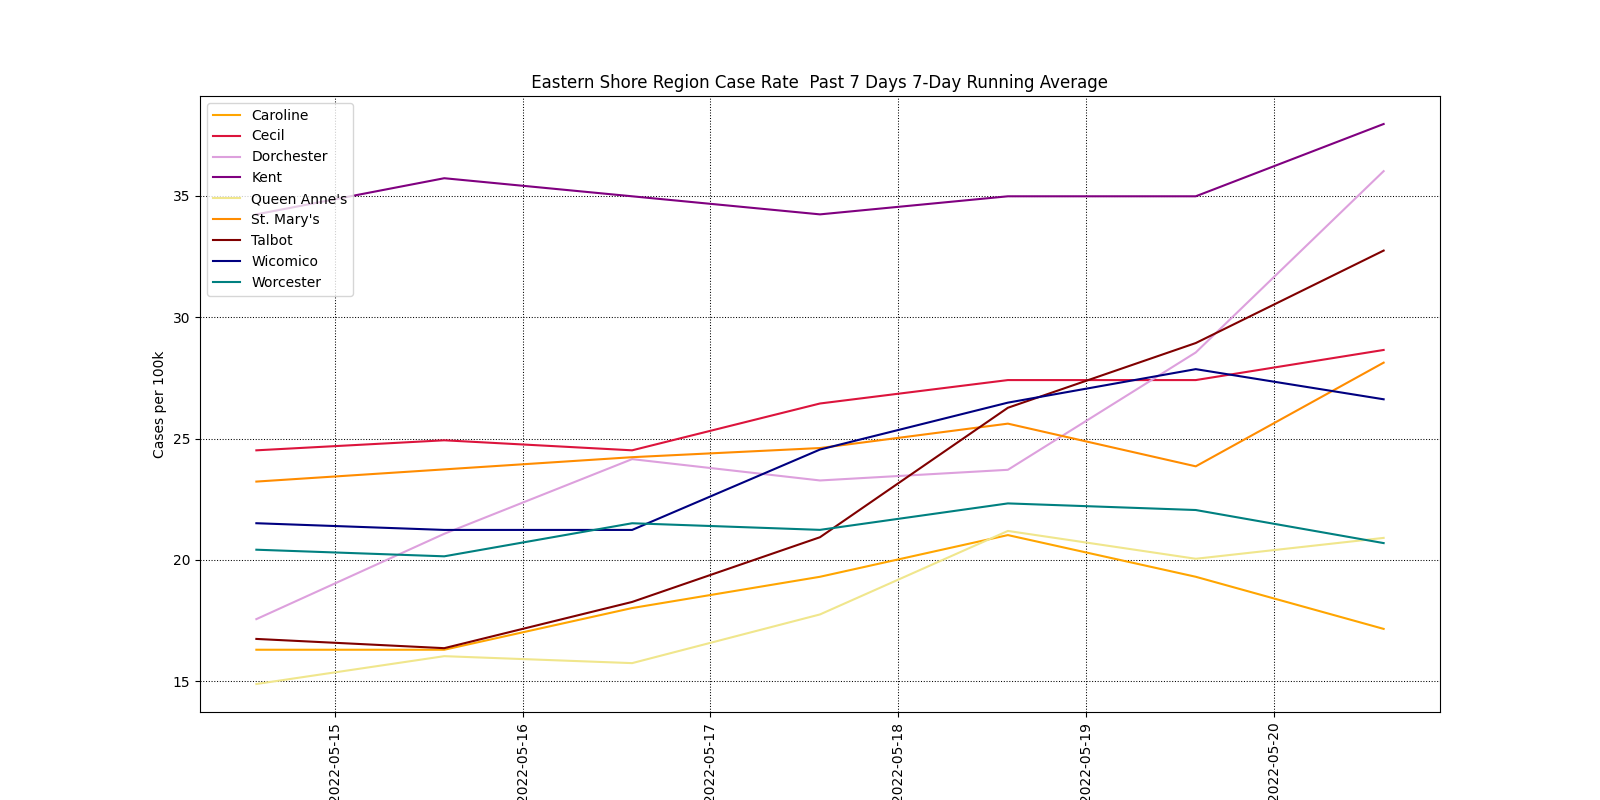 Eastern Shore Region Case Rate  Past 7 Days 7-Day Running Average
Caroline
Cecil
Dorchester
Kent
Queen Anne's
St. Mary's
Talbot
Wicomico
Worcester
Cases per 100k
35
30
25
20
15
2022-05-15
2022-05-16
2022-05-17
2022-05-18
2022-05-19
2022-05-20